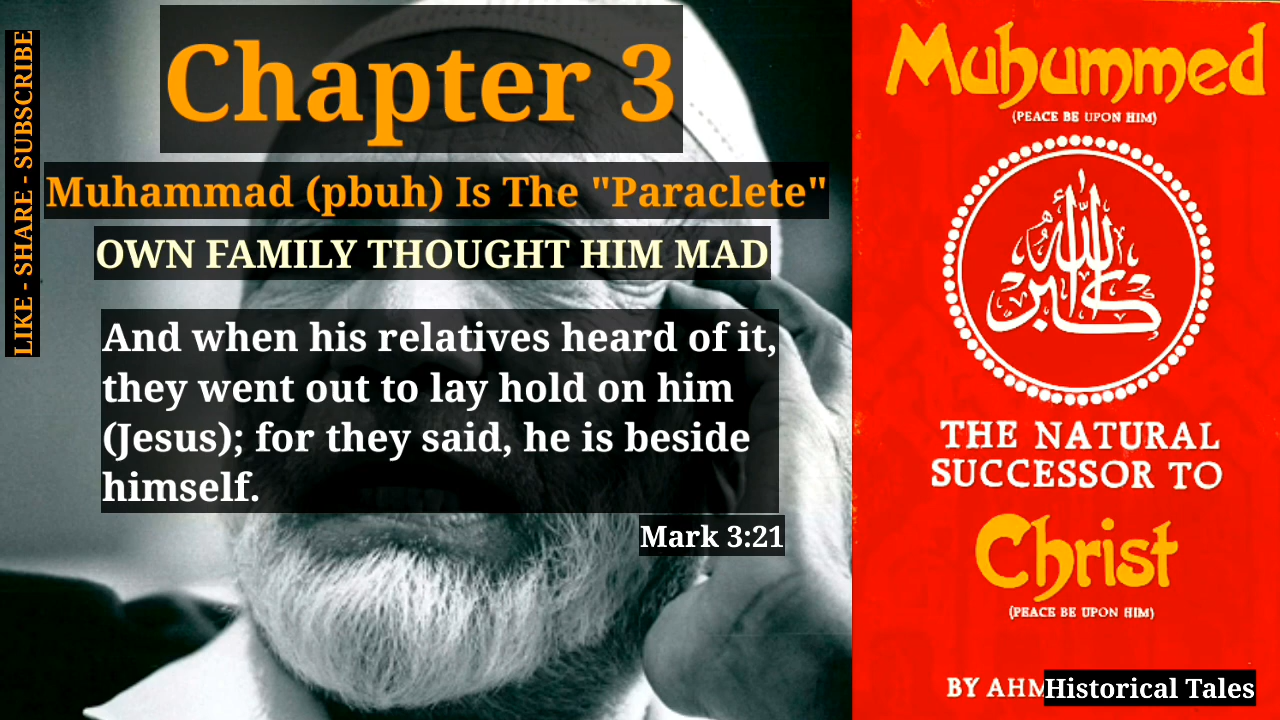 LIKE - SHARE - SUBSCRIBE
Chapter 3
Muhammad (pbuh) Is The "Paraclete"
OWN FAMILY THOUGHT HIM MAD
And when his relatives heard of it,
they went out to lay hold on him
(Jesus); for they said, he is beside
himself.
Mark 3:21
Muhummed
(PEACE BE UPON HIM)
الله أكبر
THE NATURAL
SUCCESSOR TO
Christ
(PEACE BE UPON HIM)
BY AHM
Historical Tales